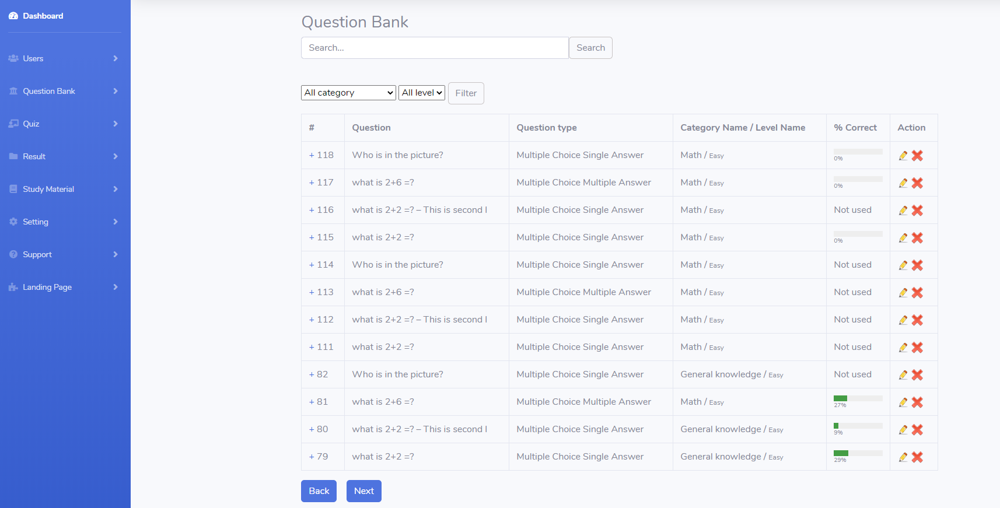 Dashboard
Users
Question Bank
Quiz
Result
Study Material
Setting
Support
Landing Page
Question Bank
Search... Search
All category All level Filter
# Question Question type Category Name / Level Name % Correct Action
+ 118 Who is in the picture? Multiple Choice Single Answer Math / Easy 0%
+ 117 what is 2+6 =? Multiple Choice Multiple Answer Math / Easy 0%
+ 116 what is 2+2 =? – This is second l Multiple Choice Single Answer Math / Easy Not used
+ 115 what is 2+2 =? Multiple Choice Single Answer Math / Easy 0%
+ 114 Who is in the picture? Multiple Choice Single Answer Math / Easy Not used
+ 113 what is 2+6 =? Multiple Choice Multiple Answer Math / Easy Not used
+ 112 what is 2+2 =? – This is second l Multiple Choice Single Answer Math / Easy Not used
+ 111 what is 2+2 =? Multiple Choice Single Answer Math / Easy Not used
+ 82 Who is in the picture? Multiple Choice Single Answer General knowledge / Easy Not used
+ 81 what is 2+6 =? Multiple Choice Multiple Answer Math / Easy 27%
+ 80 what is 2+2 =? – This is second l Multiple Choice Single Answer General knowledge / Easy 9%
+ 79 what is 2+2 =? Multiple Choice Single Answer General knowledge / Easy 29%
Back Next